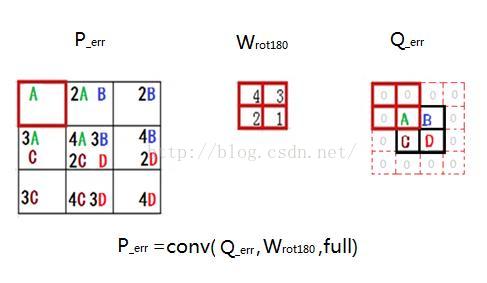 P_err
Wrot180
Q_err
A
2A B
2B
4 3
2 1
0 0 0 0
0 A B 0
0 C D 0
0 0 0 0
3A
C
4A 3B
2C D
4B
2D
http://blog.csdn.net/
3C
4C 3D
4D
P_err =conv( Q_err ,Wrot180 ,full)